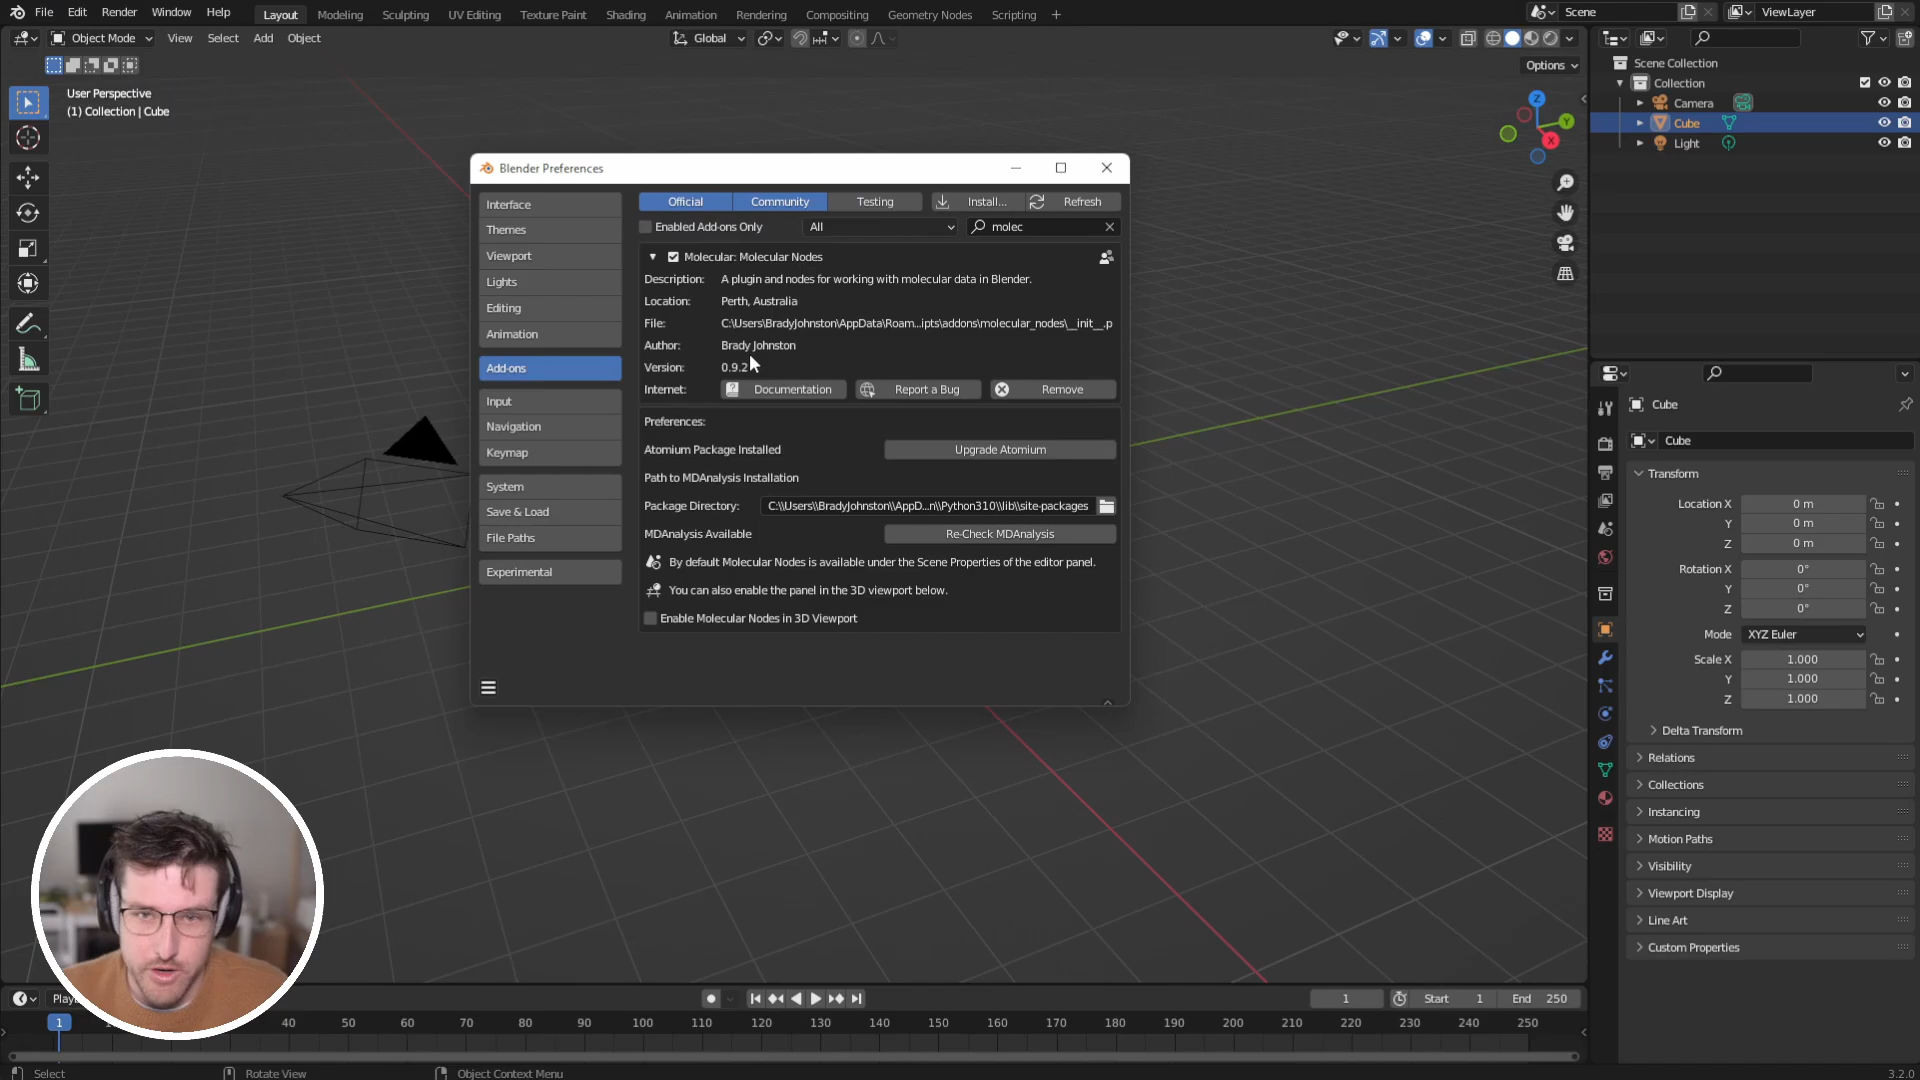 File Edit Render Window Help Layout Modeling Sculpting UV Editing Texture Paint Shading Animation Rendering Compositing Geometry Nodes Scripting + Scene ViewLayer
Object Mode View Select Add Object Global
Options
User Perspective
(1) Collection | Cube
Z
Y
X
Scene Collection
Collection
Camera
Cube
Light
Blender Preferences
Interface
Themes
Viewport
Lights
Editing
Animation
Add-ons
Input
Navigation
Keymap
System
Save & Load
File Paths
Experimental
Official Community Testing Install... Refresh
Enabled Add-ons Only All molec
Molecular: Molecular Nodes
Description: A plugin and nodes for working with molecular data in Blender.
Location: Perth, Australia
File: C:\Users\BradyJohnston\AppData\Roam...ipts\addons\molecular_nodes\__init__.p
Author: Brady Johnston
Version: 0.9.2
Internet: Documentation Report a Bug Remove
Preferences:
Atomium Package Installed Upgrade Atomium
Path to MDAnalysis Installation
Package Directory: C:\\Users\\BradyJohnston\\AppD...n\\Python310\\lib\\site-packages
MDAnalysis Available Re-Check MDAnalysis
By default Molecular Nodes is available under the Scene Properties of the editor panel.
You can also enable the panel in the 3D viewport below.
Enable Molecular Nodes in 3D Viewport
Cube
Cube
Transform
Location X 0 m
Y 0 m
Z 0 m
Rotation X 0°
Y 0°
Z 0°
Mode XYZ Euler
Scale X 1.000
Y 1.000
Z 1.000
Delta Transform
Relations
Collections
Instancing
Motion Paths
Visibility
Viewport Display
Line Art
Custom Properties
1 Start 1 End 250
1 40 50 60 70 80 90 100 110 120 130 140 150 160 170 180 190 200 210 220 230 240 250
Select Rotate View Object Context Menu 3.2.0